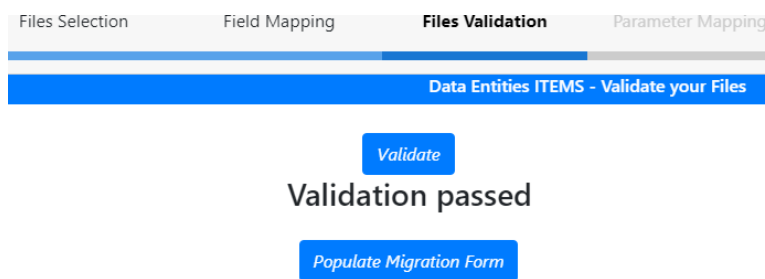 Files Selection Field Mapping Files Validation Parameter Mapping
Data Entities ITEMS - Validate your Files
Validate
Validation passed
Populate Migration Form